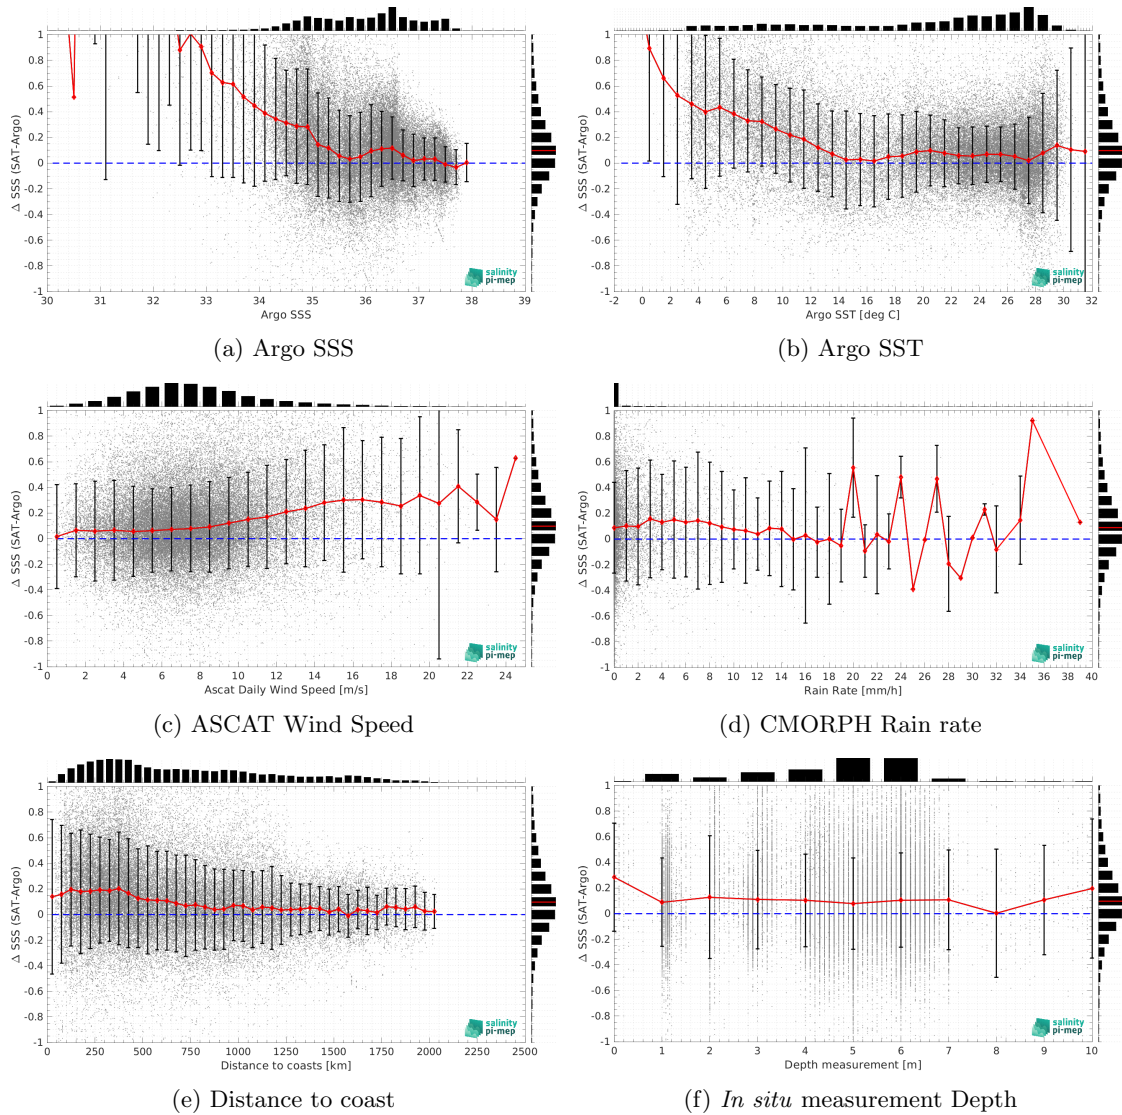 1
0.8
0.6
0.4
0.2
0
-0.2
-0.4
-0.6
-0.8
-1
Δ SSS (SAT-Argo)
30 31 32 33 34 35 36 37 38 39
Argo SSS
salinity
pi-mep
(a) Argo SSS
1
0.8
0.6
0.4
0.2
0
-0.2
-0.4
-0.6
-0.8
-1
Δ SSS (SAT-Argo)
-2 0 2 4 6 8 10 12 14 16 18 20 22 24 26 28 30 32
Argo SST [deg C]
salinity
pi-mep
(b) Argo SST
1
0.8
0.6
0.4
0.2
0
-0.2
-0.4
-0.6
-0.8
-1
Δ SSS (SAT-Argo)
0 2 4 6 8 10 12 14 16 18 20 22 24
Ascat Daily Wind Speed [m/s]
salinity
pi-mep
(c) ASCAT Wind Speed
1
0.8
0.6
0.4
0.2
0
-0.2
-0.4
-0.6
-0.8
-1
Δ SSS (SAT-Argo)
0 2 4 6 8 10 12 14 16 18 20 22 24 26 28 30 32 34 36 38 40
Rain Rate [mm/h]
salinity
pi-mep
(d) CMORPH Rain rate
1
0.8
0.6
0.4
0.2
0
-0.2
-0.4
-0.6
-0.8
-1
Δ SSS (SAT-Argo)
0 250 500 750 1000 1250 1500 1750 2000 2250 2500
Distance to coasts [km]
salinity
pi-mep
(e) Distance to coast
1
0.8
0.6
0.4
0.2
0
-0.2
-0.4
-0.6
-0.8
-1
Δ SSS (SAT-Argo)
0 1 2 3 4 5 6 7 8 9 10
Depth measurement [m]
salinity
pi-mep
(f) In situ measurement Depth